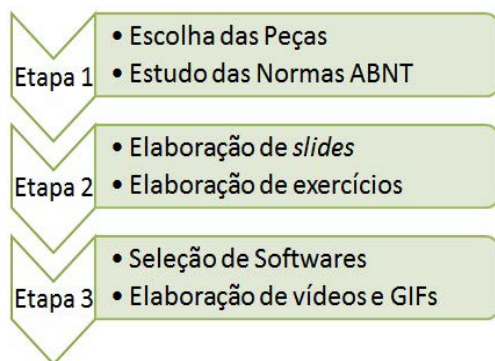 Etapa 1
• Escolha das Peças
• Estudo das Normas ABNT
Etapa 2
• Elaboração de slides
• Elaboração de exercícios
Etapa 3
• Seleção de Softwares
• Elaboração de vídeos e GIFs